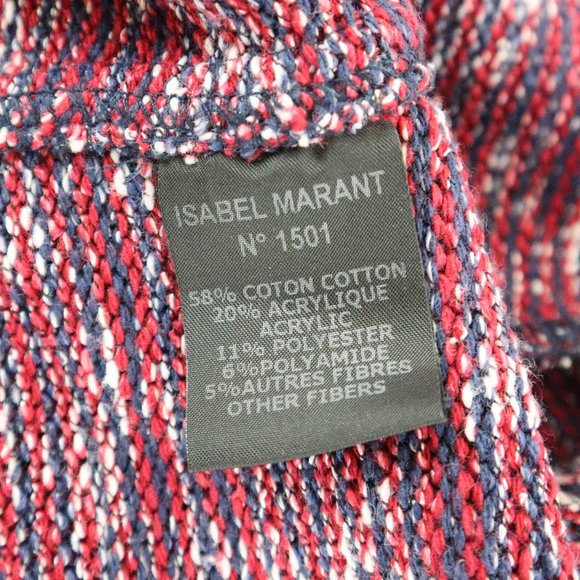 ISABEL MARANT
N° 1501
58% COTON COTTON
20% ACRYLIQUE
ACRYLIC
11% POLYESTER
6%POLYAMIDE
5%AUTRES FIBRES
OTHER FIBERS